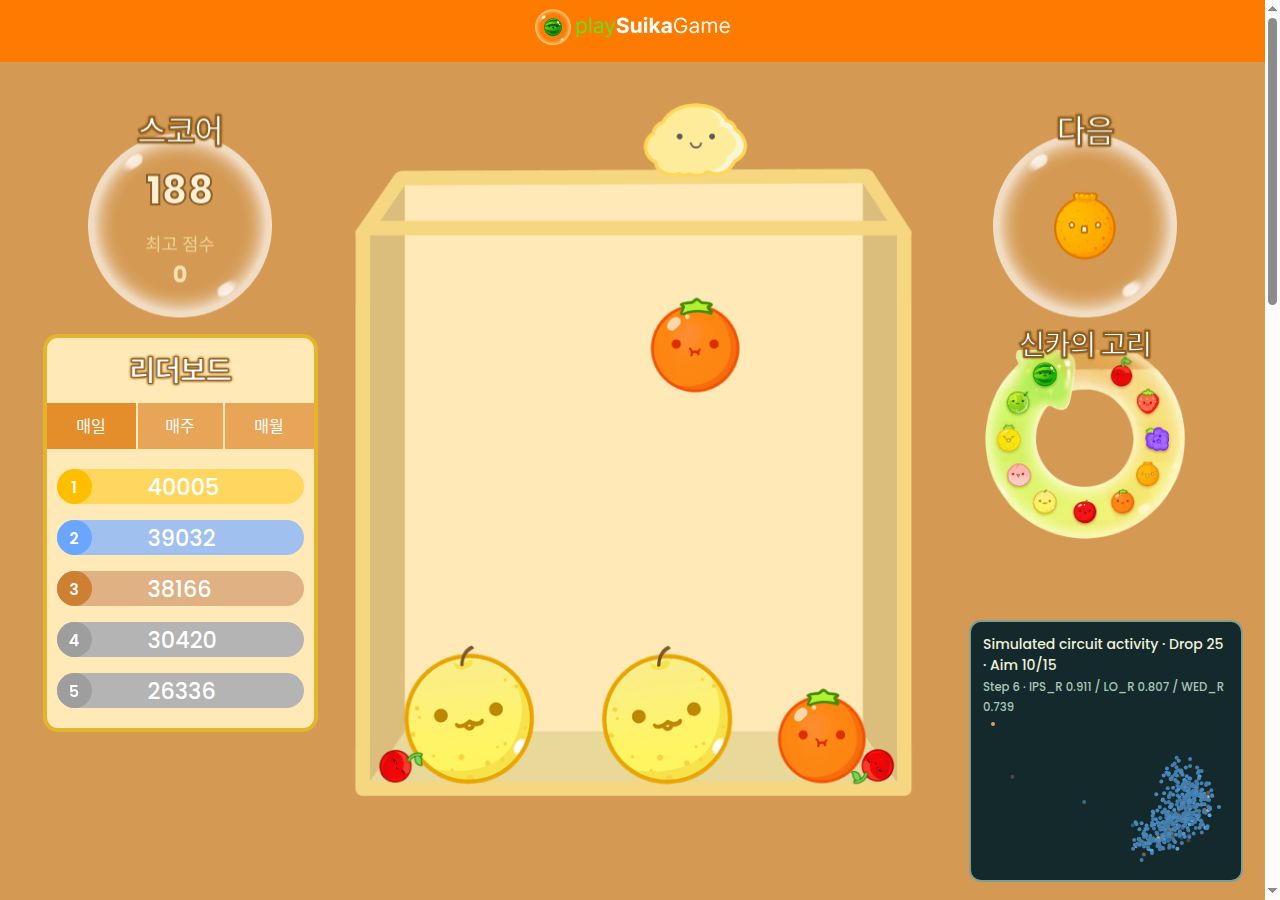 playSuikaGame
스코어
188
최고 점수
0
리더보드
매일 매주 매월
1 40005
2 39032
3 38166
4 30420
5 26336
다음
신카의 고리
Simulated circuit activity · Drop 25
· Aim 10/15
Step 6 · IPS_R 0.911 / LO_R 0.807 / WED_R
0.739